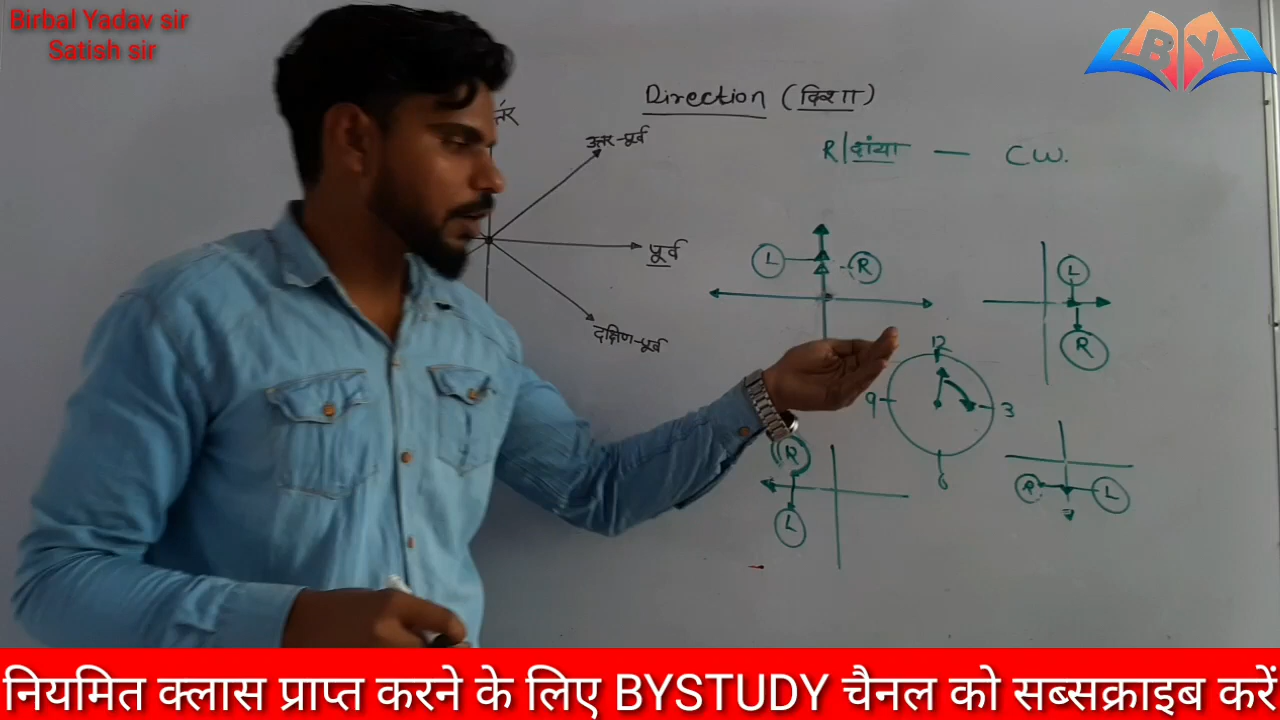 Birbal Yadav sir
Satish sir
BY
Direction (दिशा)
उत्तर-पूर्व
R/दांया — CW.
पूर्व
L
R
L
दक्षिण-पूर्व
R
12
9
3
6
R
L
R
L
नियमित क्लास प्राप्त करने के लिए BYSTUDY चैनल को सब्सक्राइब करें